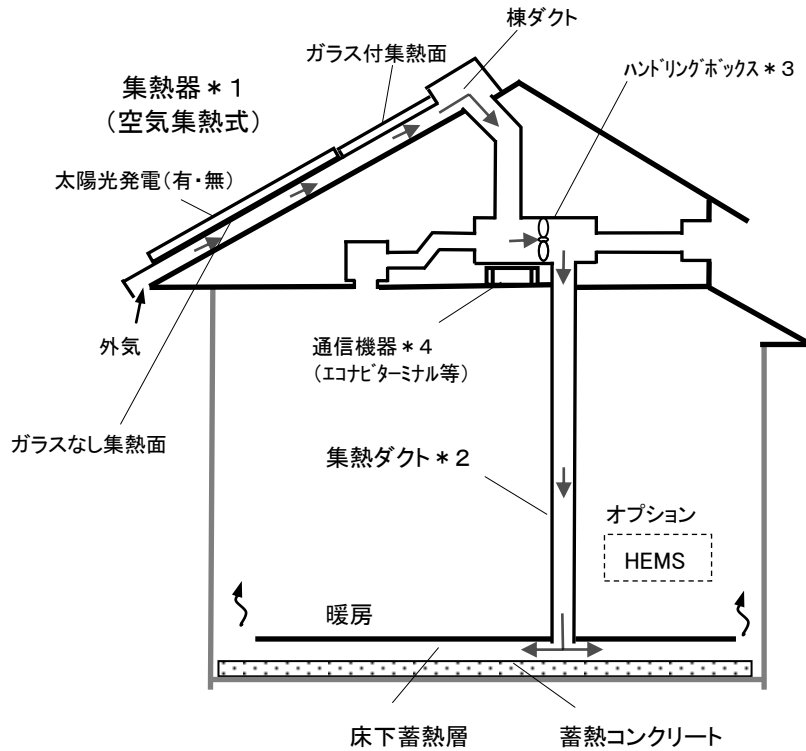 棟ダクト
ガラス付集熱面
ﾊﾝﾄﾞﾘﾝｸﾞﾎﾞｯｸｽ＊３
集熱器＊１
（空気集熱式）
太陽光発電（有・無）
外気
通信機器＊４
（ｴｺﾅﾋﾞﾀｰﾐﾅﾙ等）
ガラスなし集熱面
集熱ダクト＊２
オプション
HEMS
暖房
床下蓄熱層
蓄熱コンクリート